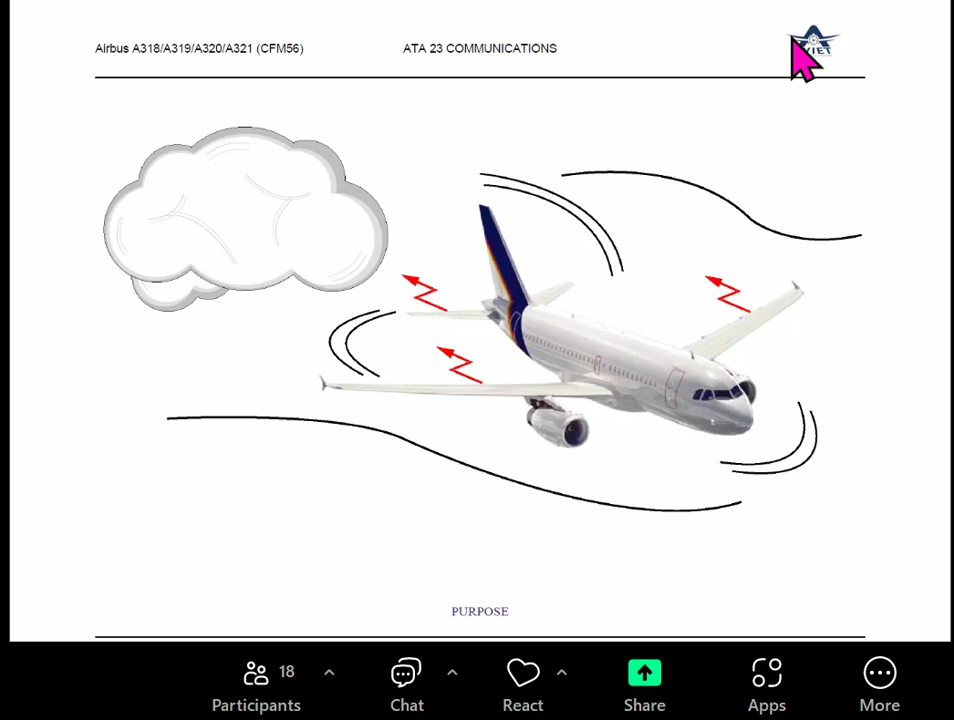 Airbus A318/A319/A320/A321 (CFM56) ATA 23 COMMUNICATIONS
PURPOSE
18
Participants Chat React Share Apps More